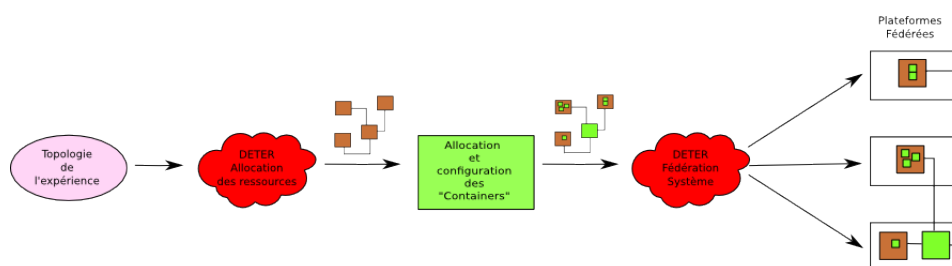 Plateformes
Fédérées
Topologie
de
l'expérience
DETER
Allocation
des ressources
Allocation
et
configuration
des
"Containers"
DETER
Fédération
Système